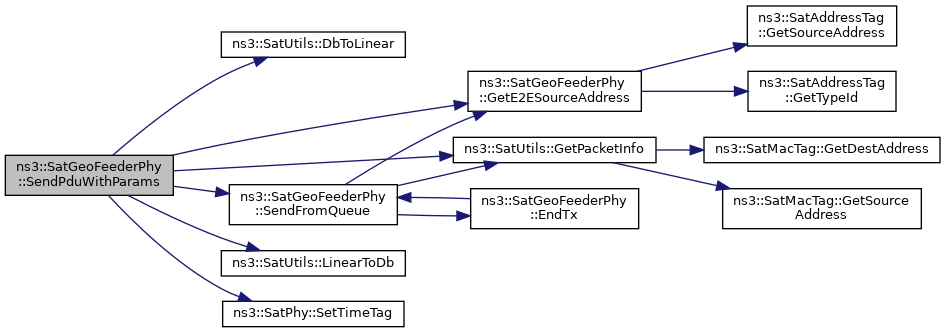 ns3::SatGeoFeederPhy
::SendPduWithParams
ns3::SatUtils::DbToLinear
ns3::SatGeoFeederPhy
::GetE2ESourceAddress
ns3::SatAddressTag
::GetSourceAddress
ns3::SatAddressTag
::GetTypeId
ns3::SatUtils::GetPacketInfo
ns3::SatMacTag::GetDestAddress
ns3::SatMacTag::GetSource
Address
ns3::SatGeoFeederPhy
::SendFromQueue
ns3::SatGeoFeederPhy
::EndTx
ns3::SatUtils::LinearToDb
ns3::SatPhy::SetTimeTag